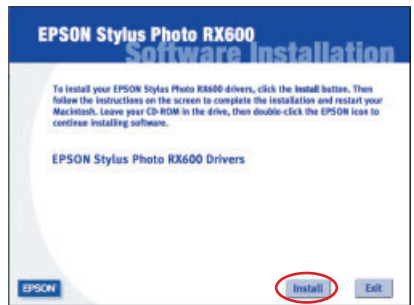 EPSON Stylus Photo RX600
Software Installation
To install your EPSON Stylus Photo RX600 drivers, click the Install button. Then
follow the instructions on the screen to complete the installation and restart your
Macintosh. Leave your CD-ROM in the drive, then double-click the EPSON icon to
continue installing software.
EPSON Stylus Photo RX600 Drivers
EPSON
Install
Exit